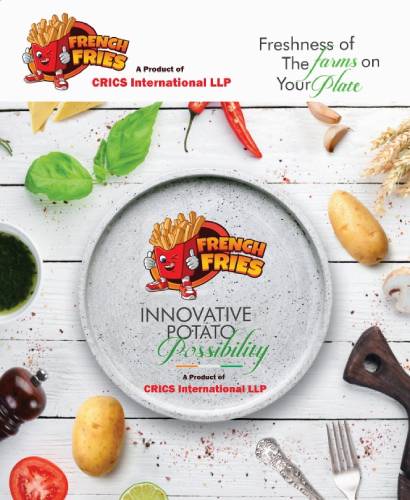 FRENCH
FRIES
A Product of
CRICS International LLP
Freshness of
The farms on
Your Plate
FRENCH
FRIES
INNOVATIVE
POTATO
Possibility
A Product of
CRICS International LLP